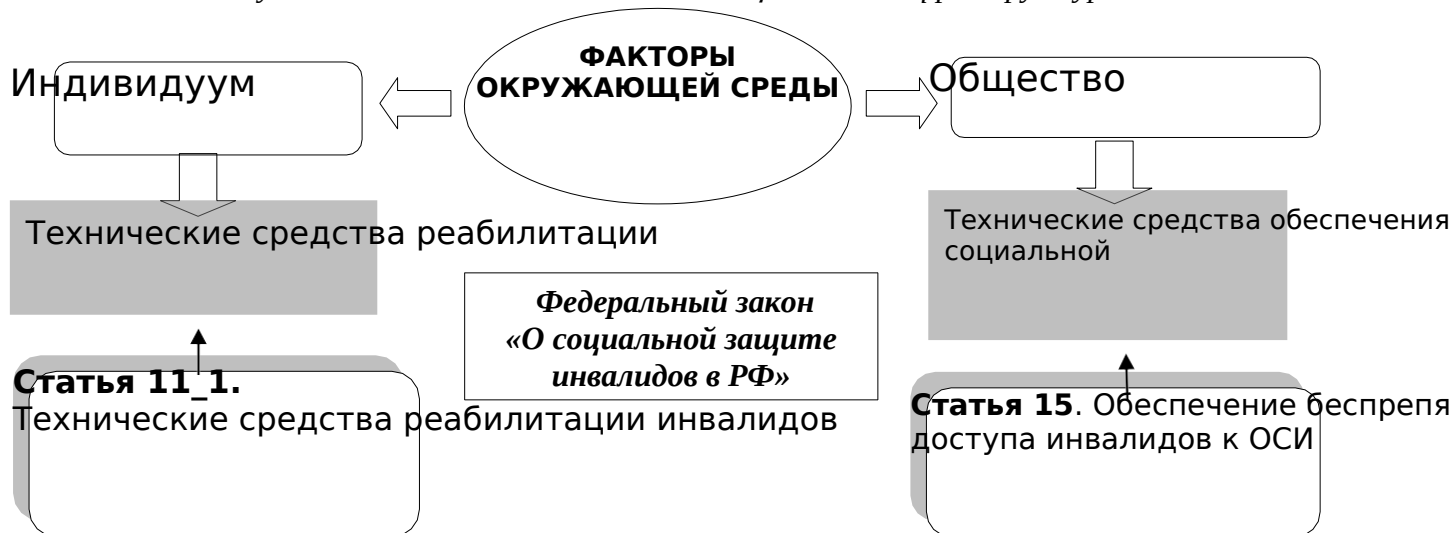 ФАКТОРЫ
ОКРУЖАЮЩЕЙ СРЕДЫ
Индивидуум
Общество
Технические средства реабилитации
Технические средства обеспечения
социальной
Федеральный закон
«О социальной защите
инвалидов в РФ»
Статья 11_1.
Технические средства реабилитации инвалидов
Статья 15. Обеспечение беспрепя
доступа инвалидов к ОСИ